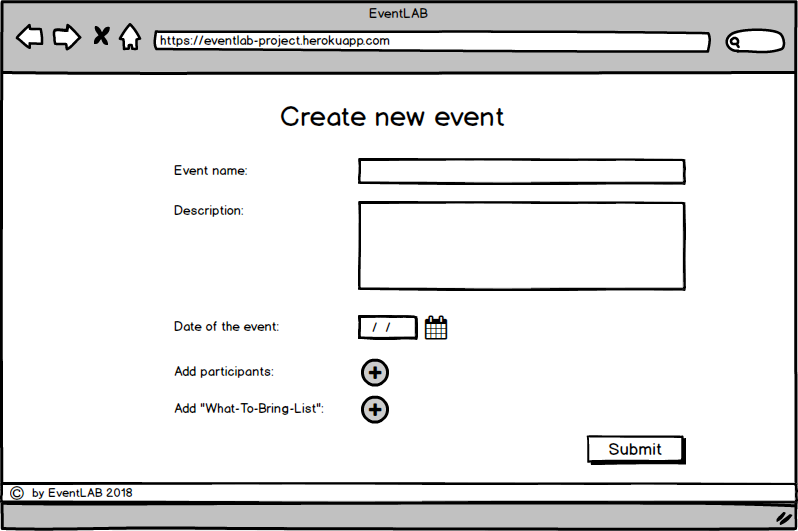 EventLAB
https://eventlab-project.herokuapp.com
Create new event
Event name:
Description:
Date of the event: / /
Add participants:
Add "What-To-Bring-List":
Submit
© by EventLAB 2018